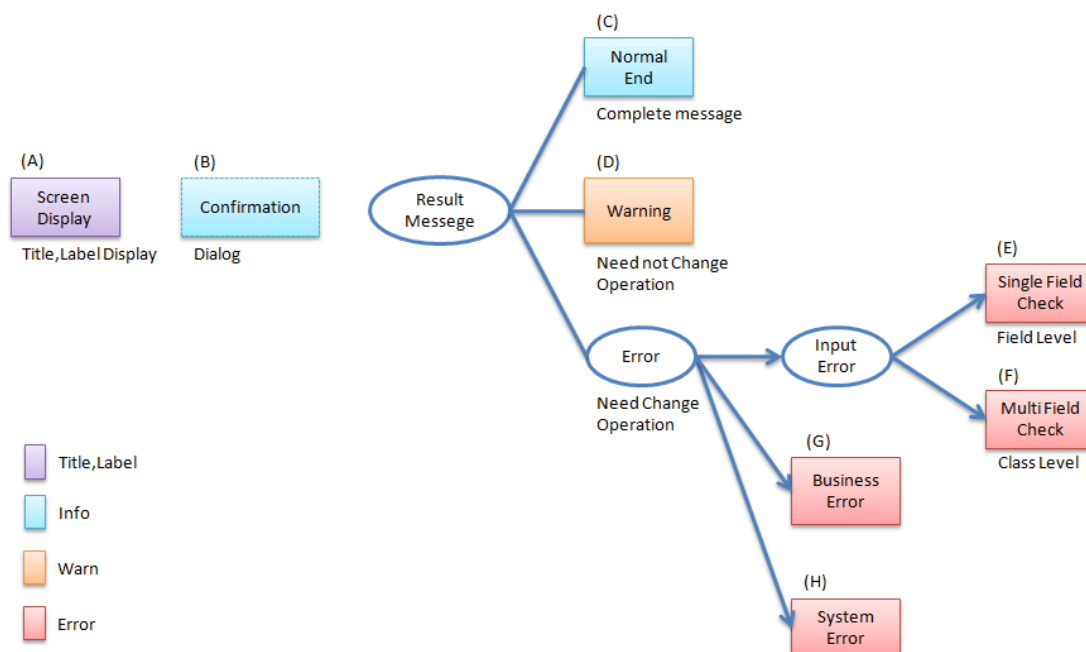 (C)
Normal
End
Complete message
(A)
Screen
Display
Title,Label Display
(B)
Confirmation
Dialog
Result
Messege
(D)
Warning
Need not Change
Operation
Error
Need Change
Operation
Input
Error
(E)
Single Field
Check
Field Level
(F)
Multi Field
Check
Class Level
(G)
Business
Error
(H)
System
Error
Title,Label
Info
Warn
Error